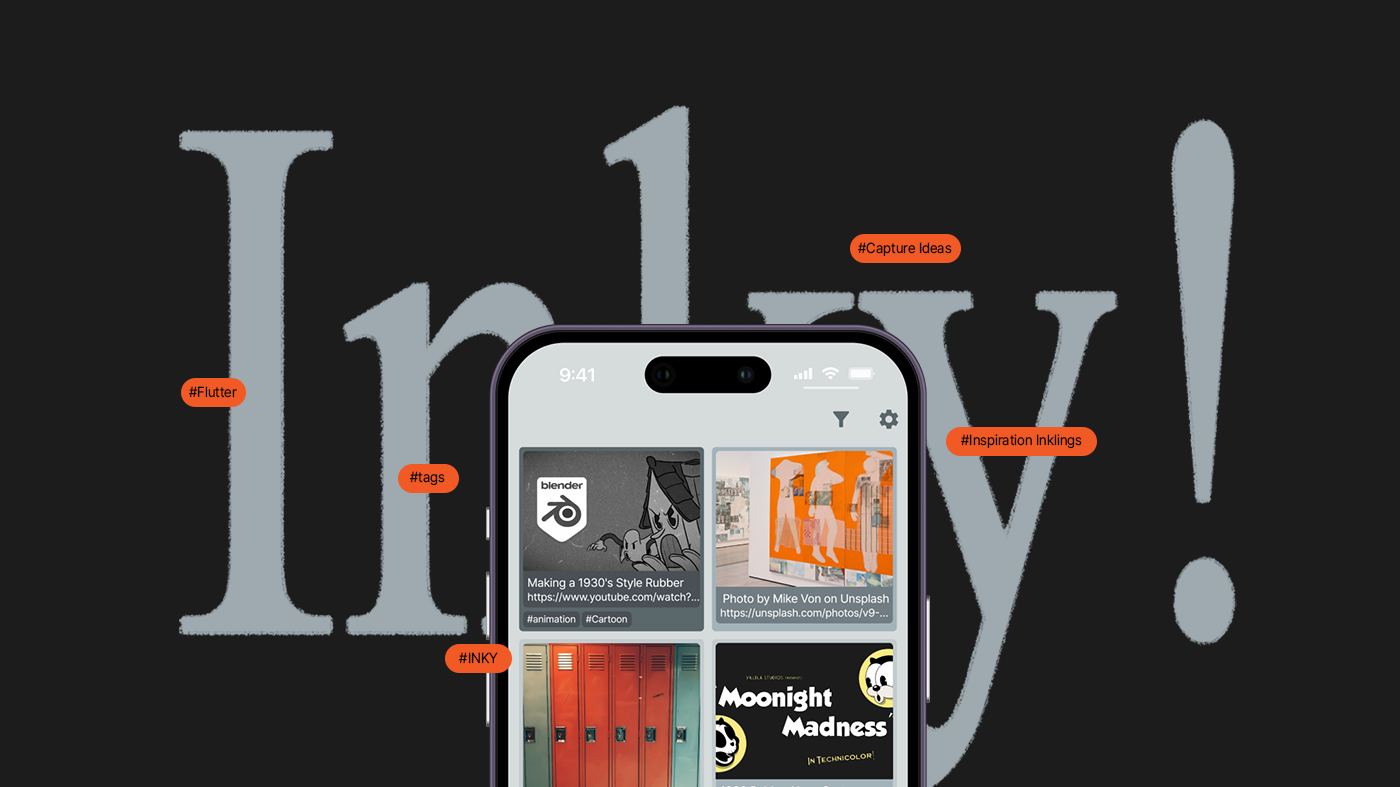 Inky!
#Capture Ideas
9:41
#Flutter
#Inspiration Inklings
#tags
blender
Making a 1930's Style Rubber
https://www.youtube.com/watch?...
#animation #Cartoon
Photo by Mike Von on Unsplash
https://unsplash.com/photos/v9-...
#INKY
Moonight
Madness
IN TECHNICOLOR!